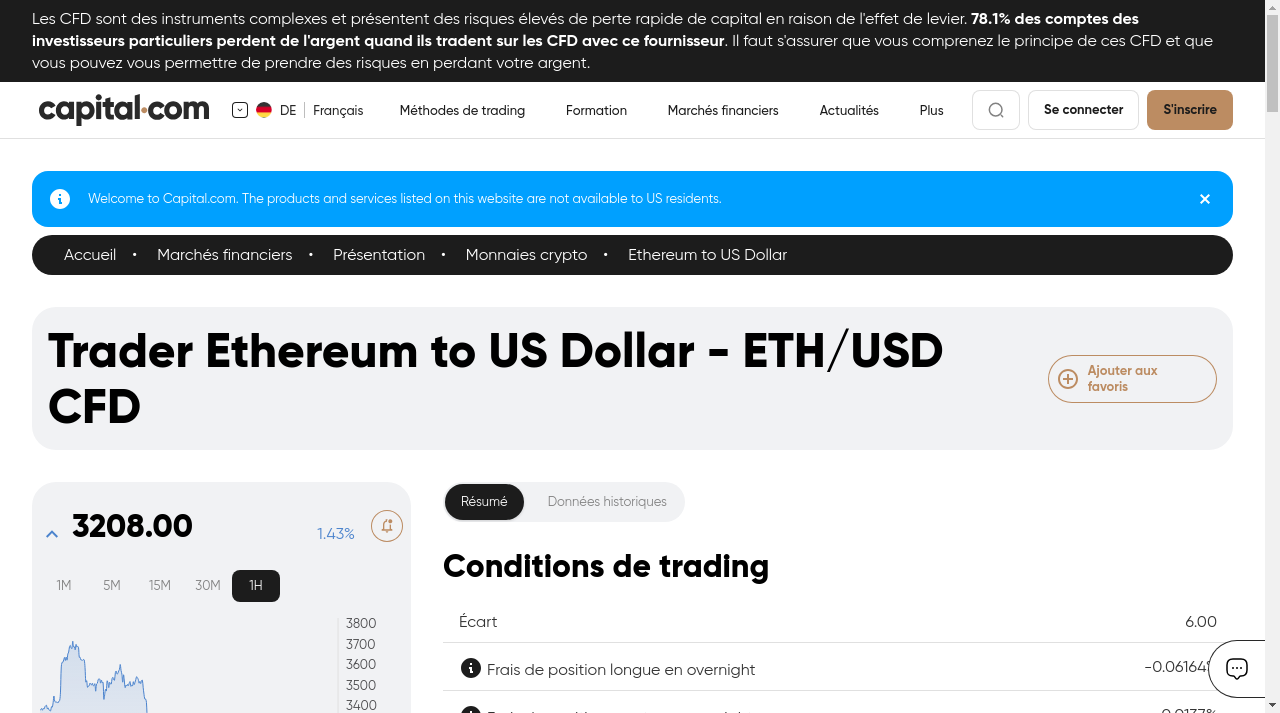 Les CFD sont des instruments complexes et présentent des risques élevés de perte rapide de capital en raison de l'effet de levier. 78.1% des comptes des
investisseurs particuliers perdent de l'argent quand ils tradent sur les CFD avec ce fournisseur. Il faut s'assurer que vous comprenez le principe de ces CFD et que
vous pouvez vous permettre de prendre des risques en perdant votre argent.
capital.com DE Français Méthodes de trading Formation Marchés financiers Actualités Plus Se connecter S'inscrire
Welcome to Capital.com. The products and services listed on this website are not available to US residents.
Accueil • Marchés financiers • Présentation • Monnaies crypto • Ethereum to US Dollar
Trader Ethereum to US Dollar - ETH/USD
CFD
Ajouter aux
favoris
3208.00 1.43%
1M 5M 15M 30M 1H
3800
3700
3600
3500
3400
Résumé Données historiques
Conditions de trading
Écart 6.00
Frais de position longue en overnight